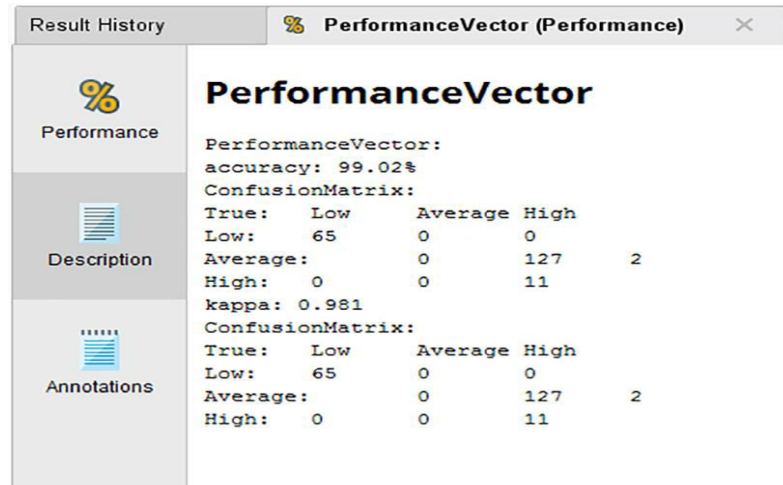 Result History
% PerformanceVector (Performance)
%
Performance
Description
Annotations
PerformanceVector
PerformanceVector:
accuracy: 99.02%
ConfusionMatrix:
True: Low Average High
Low: 65 0 0
Average: 0 127 2
High: 0 0 11
kappa: 0.981
ConfusionMatrix:
True: Low Average High
Low: 65 0 0
Average: 0 127 2
High: 0 0 11